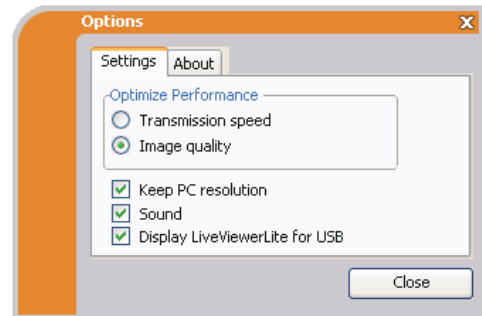 Options
X
Settings
About
Optimize Performance
Transmission speed
Image quality
Keep PC resolution
Sound
Display LiveViewerLite for USB
Close